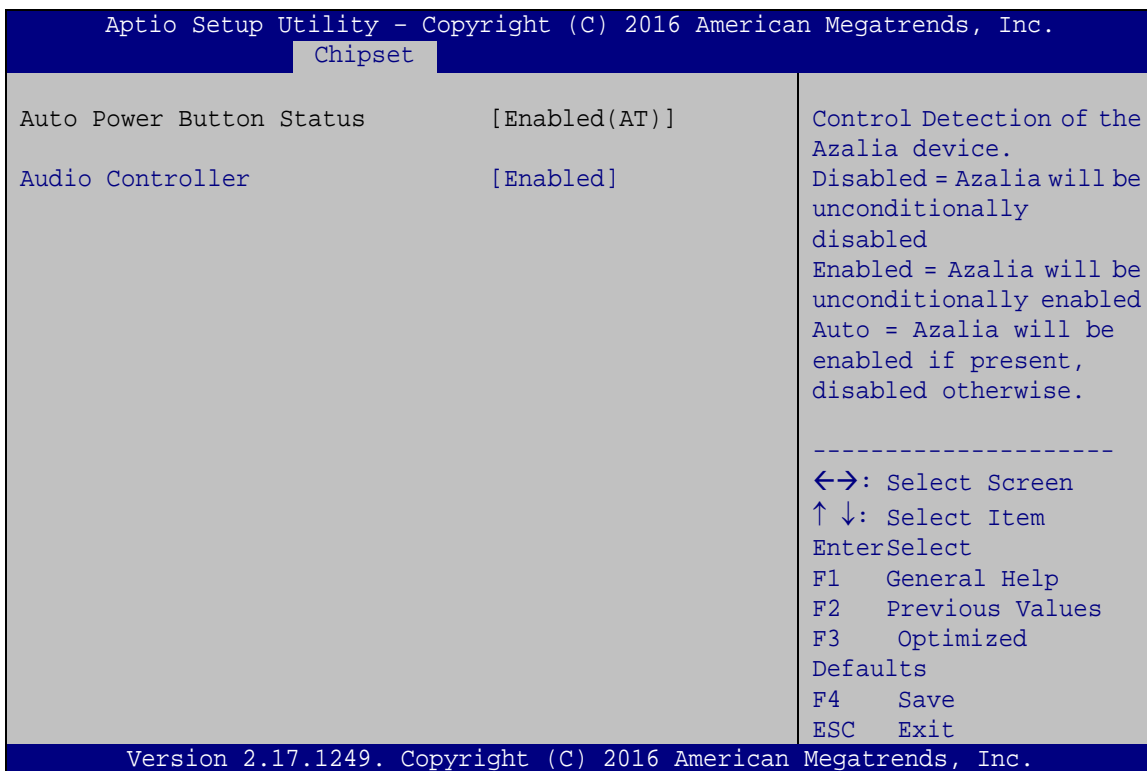 Aptio Setup Utility – Copyright (C) 2016 American Megatrends, Inc.
Chipset
Auto Power Button Status [Enabled(AT)]
Audio Controller [Enabled]
Control Detection of the
Azalia device.
Disabled = Azalia will be
unconditionally
disabled
Enabled = Azalia will be
unconditionally enabled
Auto = Azalia will be
enabled if present,
disabled otherwise.
---------------------
←→: Select Screen
↑ ↓: Select Item
EnterSelect
F1 General Help
F2 Previous Values
F3 Optimized
Defaults
F4 Save
ESC Exit
Version 2.17.1249. Copyright (C) 2016 American Megatrends, Inc.